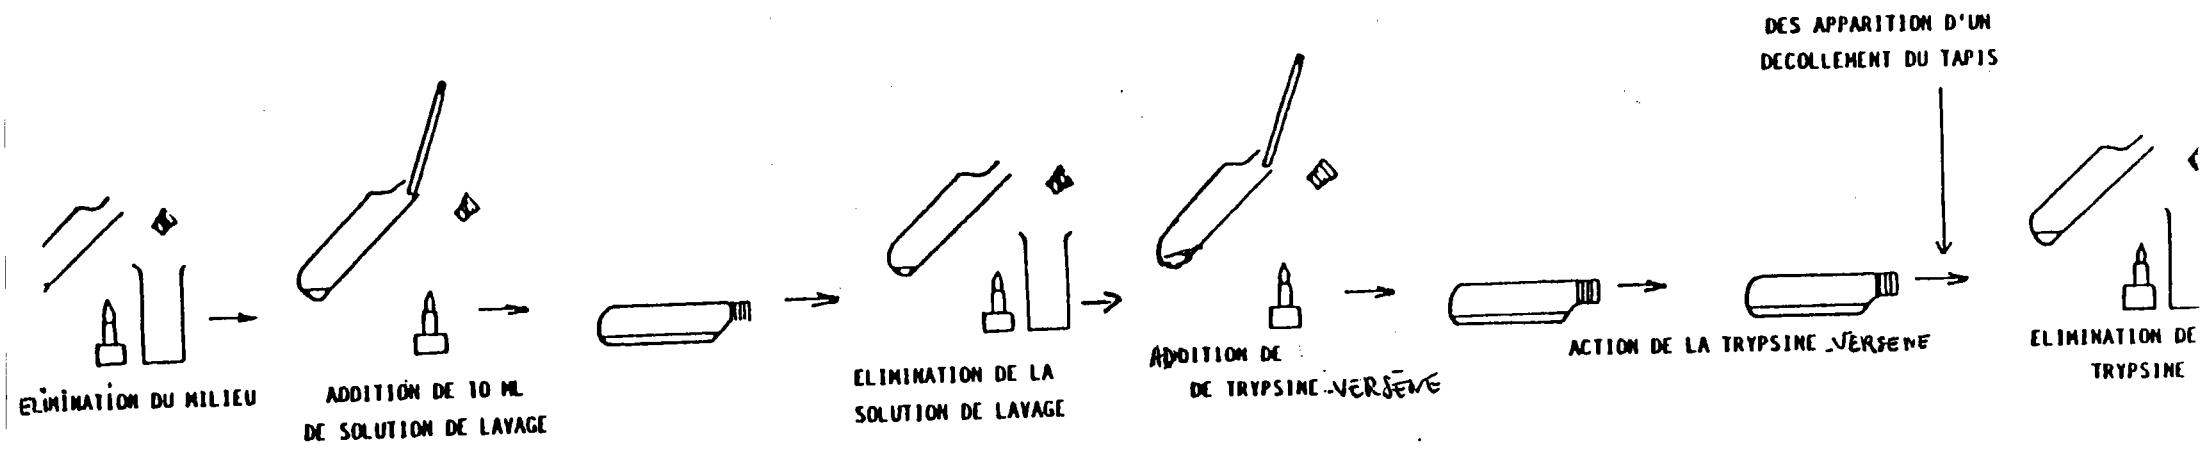 DES APPARITION D'UN
DECOLLEMENT DU TAPIS
ELIMINATION DU MILIEU
ADDITION DE 10 ML
DE SOLUTION DE LAVAGE
ELIMINATION DE LA
SOLUTION DE LAVAGE
ADDITION DE
DE TRYPSINE-VERSÈNE
ACTION DE LA TRYPSINE-VERSENE
ELIMINATION DE
TRYPSINE